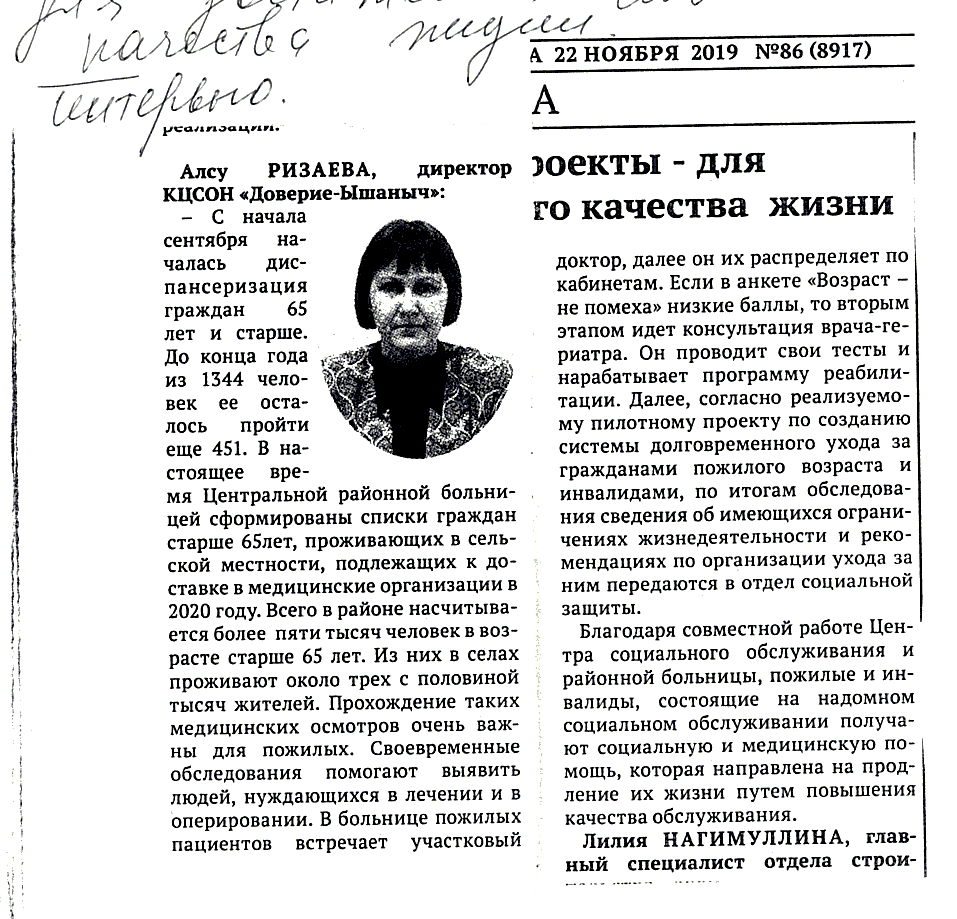 качества жизни.
Интервью.
А 22 НОЯБРЯ 2019 №86 (8917)
А
реализации.
роекты - для
го качества жизни
Алсу РИЗАЕВА, директор
КЦСОН «Доверие-Ышаныч»:
– С начала
сентября на-
чалась дис-
пансеризация
граждан 65
лет и старше.
До конца года
из 1344 чело-
век ее оста-
лось пройти
еще 451. В на-
стоящее вре-
мя Центральной районной больни-
цей сформированы списки граждан
старше 65лет, проживающих в сель-
ской местности, подлежащих к до-
ставке в медицинские организации в
2020 году. Всего в районе насчитыва-
ется более пяти тысяч человек в воз-
расте старше 65 лет. Из них в селах
проживают около трех с половиной
тысяч жителей. Прохождение таких
медицинских осмотров очень важ-
ны для пожилых. Своевременные
обследования помогают выявить
людей, нуждающихся в лечении и в
оперировании. В больнице пожилых
пациентов встречает участковый
доктор, далее он их распределяет по
кабинетам. Если в анкете «Возраст –
не помеха» низкие баллы, то вторым
этапом идет консультация врача-ге-
риатра. Он проводит свои тесты и
нарабатывает программу реабили-
тации. Далее, согласно реализуемо-
му пилотному проекту по созданию
системы долговременного ухода за
гражданами пожилого возраста и
инвалидами, по итогам обследова-
ния сведения об имеющихся ограни-
чениях жизнедеятельности и реко-
мендациях по организации ухода за
ним передаются в отдел социальной
защиты.
Благодаря совместной работе Цен-
тра социального обслуживания и
районной больницы, пожилые и ин-
валиды, состоящие на надомном
социальном обслуживании получа-
ют социальную и медицинскую по-
мощь, которая направлена на прод-
ление их жизни путем повышения
качества обслуживания.
Лилия НАГИМУЛЛИНА, глав-
ный специалист отдела строи-